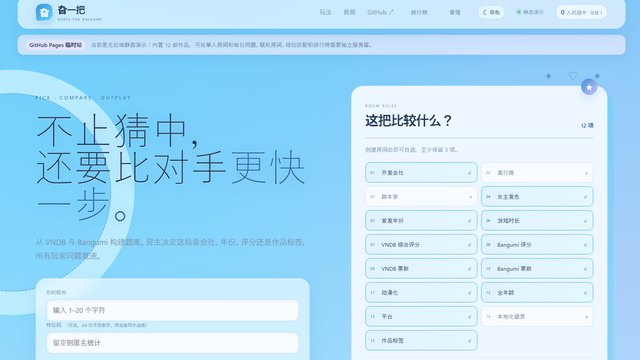 旮一把
GUESS THE GALGAME
玩法
数据
GitHub ↗
排行榜
管理
夜色
静态演示
0 人对战中
GitHub Pages 临时站
当前是无后端静态演示：内置 12 部作品，可玩单人房间和每日同题。联机房间、段位匹配和排行榜需要独立服务器。
PICK · COMPARE · OUTPLAY
不止猜中，
还要比对手更快
一步。
从 VNDB 与 Bangumi 构建题库。房主决定这局看会社、年份、评分还是作品标签，
所有玩家同题竞速。
你的昵称
输入 1–20 个字符
特征码
留空则匿名统计
ROOM RULES
这把比较什么？
12 项
创建房间后即可自选，至少保留 3 项。
01 开发会社 ✓
02 发行商 +
03 脚本家 +
04 女主发色 ✓
05 首发年份 ✓
06 游戏时长 ✓
07 VNDB 综合评分 ✓
08 Bangumi 评分 ✓
09 VNDB 票数 ✓
10 Bangumi 票数 ✓
11 动漫化 ✓
12 全年龄 ✓
13 平台 ✓
14 本地化语言 +
15 作品标签 ✓